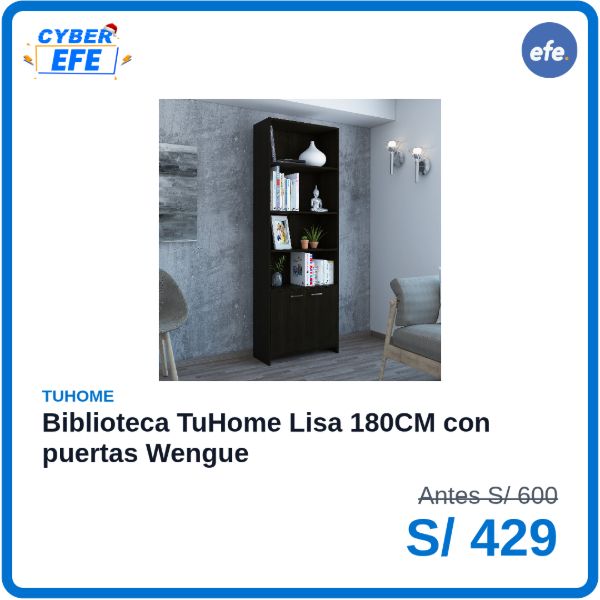 CYBER
EFE
efe.
TUHOME
Biblioteca TuHome Lisa 180CM con
puertas Wengue
Antes S/ 600
S/ 429